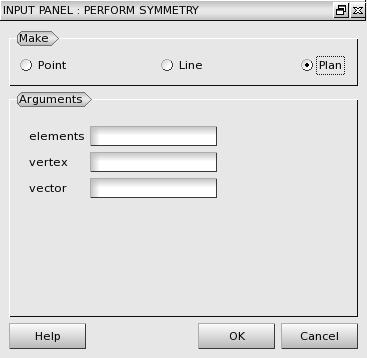 INPUT PANEL : PERFORM SYMMETRY
Make
Point Line Plan
Arguments
elements
vertex
vector
Help OK Cancel